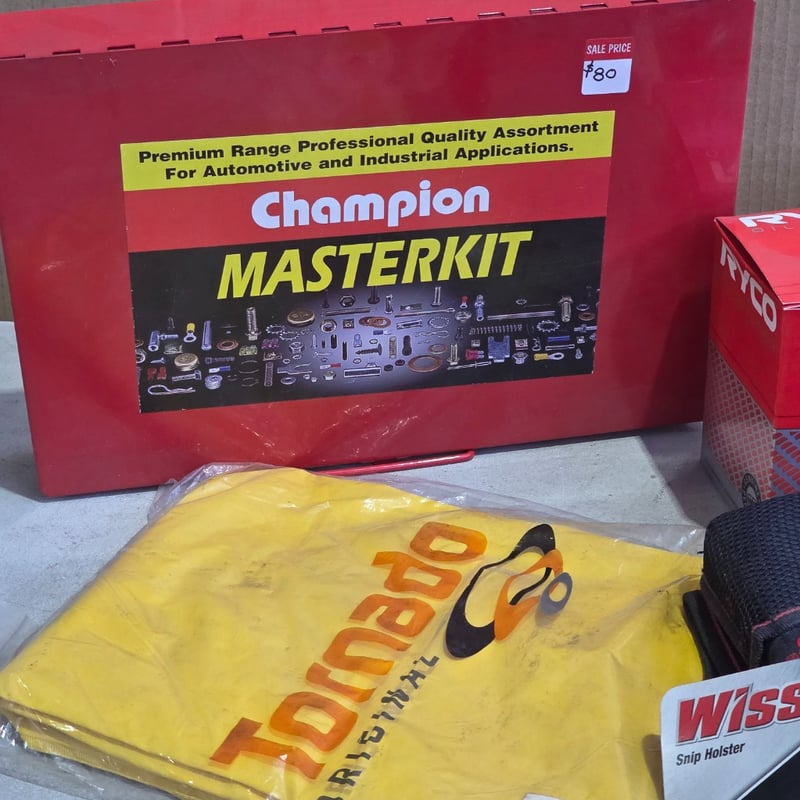 SALE PRICE
$80
Premium Range Professional Quality Assortment
For Automotive and Industrial Applications.
Champion
MASTERKIT
RYCO
Tornado
ORIGINAL
Snip Holster